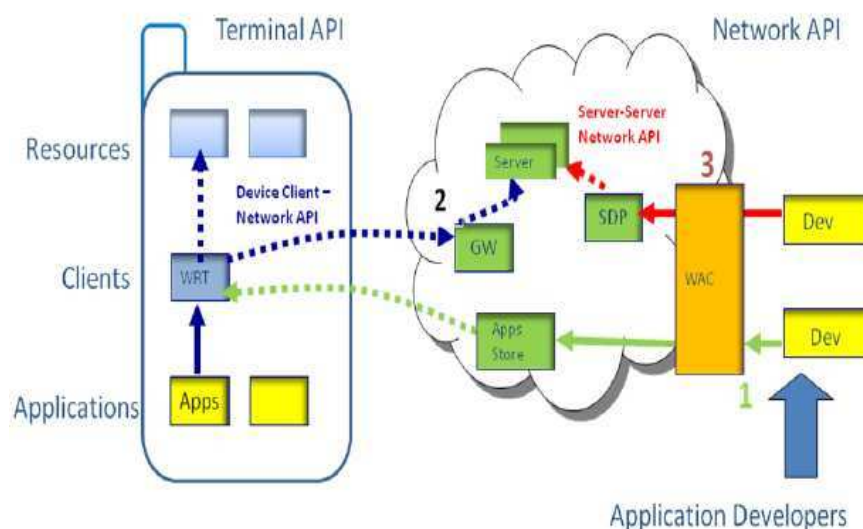 Terminal API
Network API
Resources
Server-Server
Network API
Server
3
Device Client –
Network API
2
SDP
Dev
GW
Clients
WRT
WAC
Apps
Store
Dev
1
Applications
Apps
Application Developers